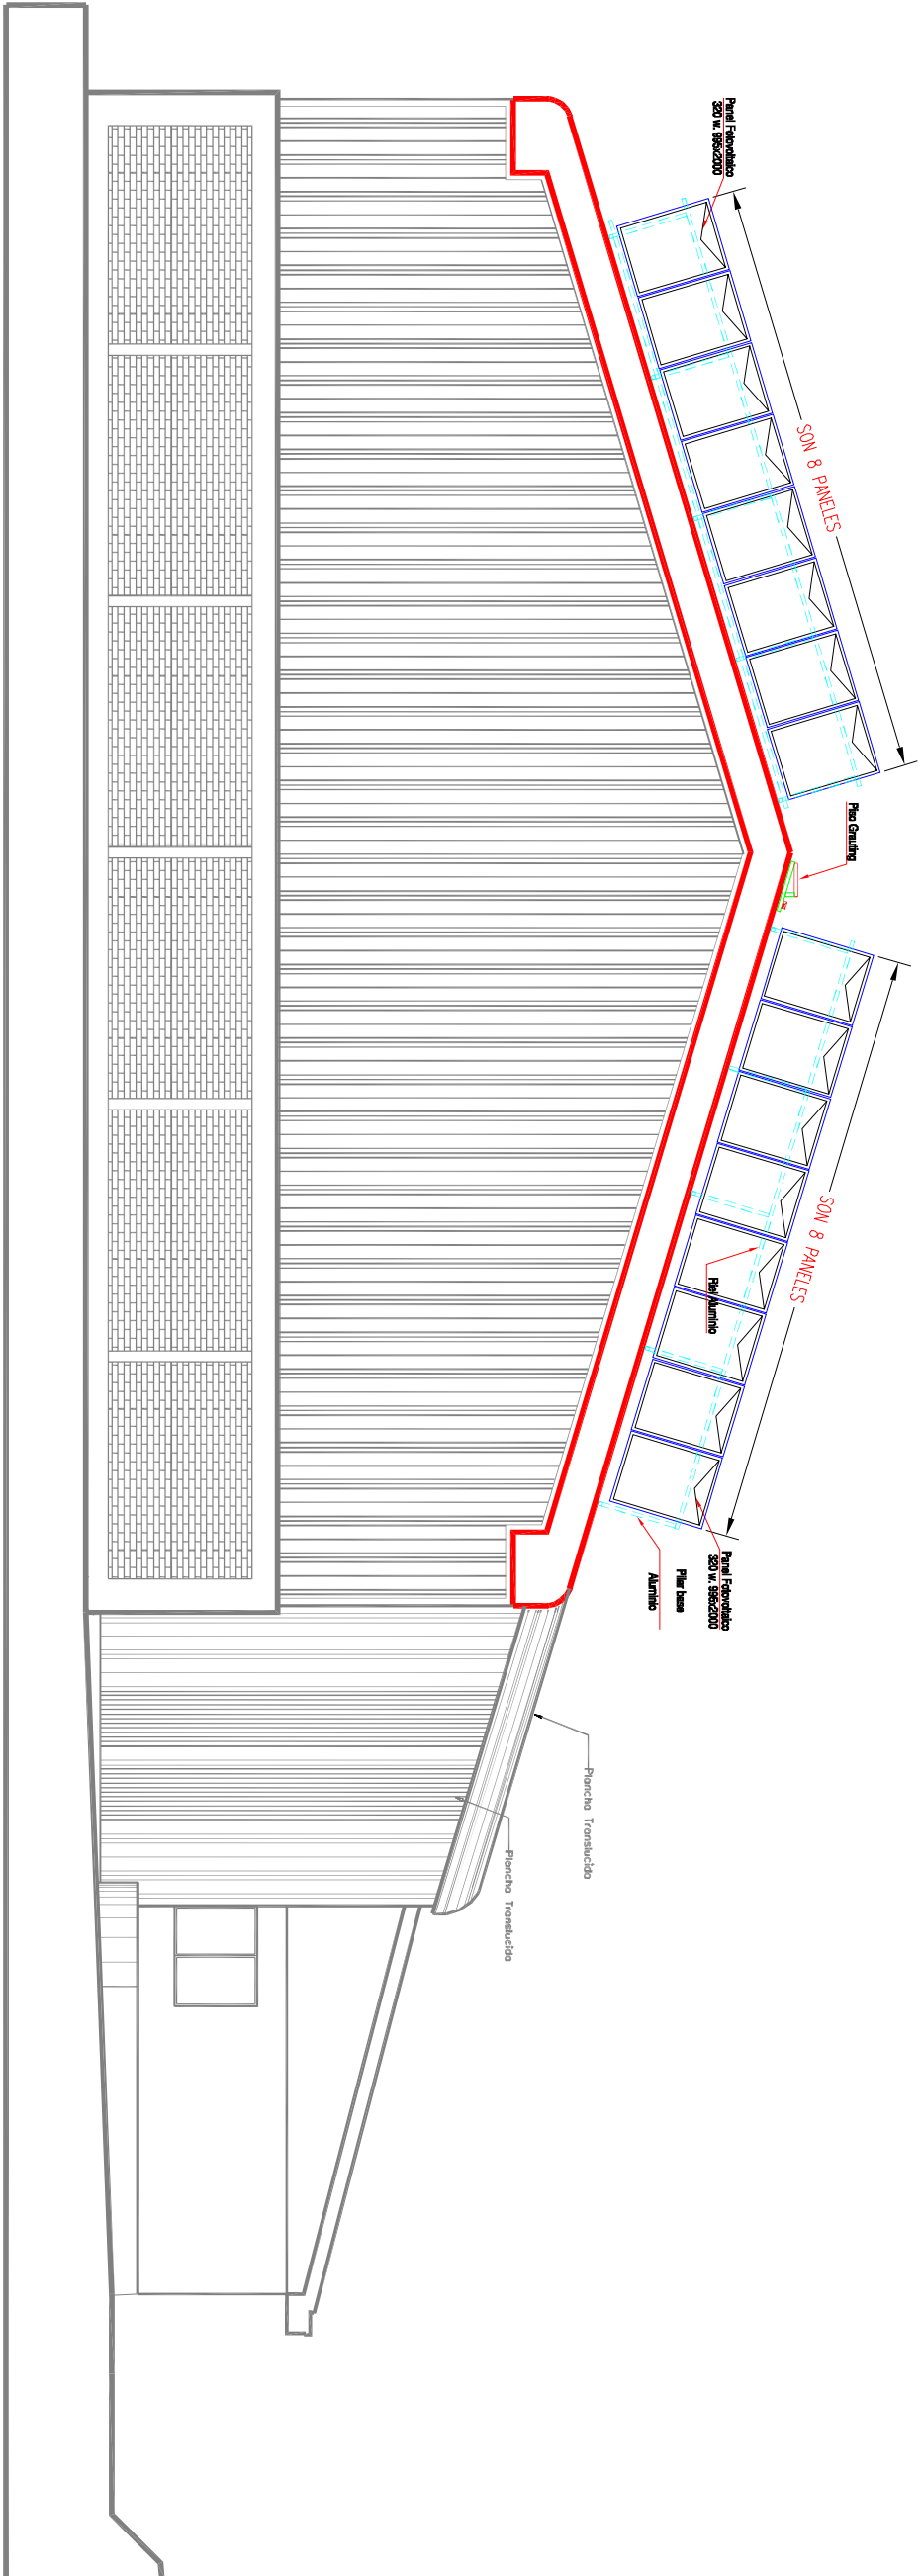 Panel Fotovoltaico
320 w. 995x2000
SON 8 PANELES
Piso Grauting
SON 8 PANELES
Riel Aluminio
Panel Fotovoltaico
320 w. 995x2000
Pilar base
Aluminio
Plancha Translucida
Plancha Translucida